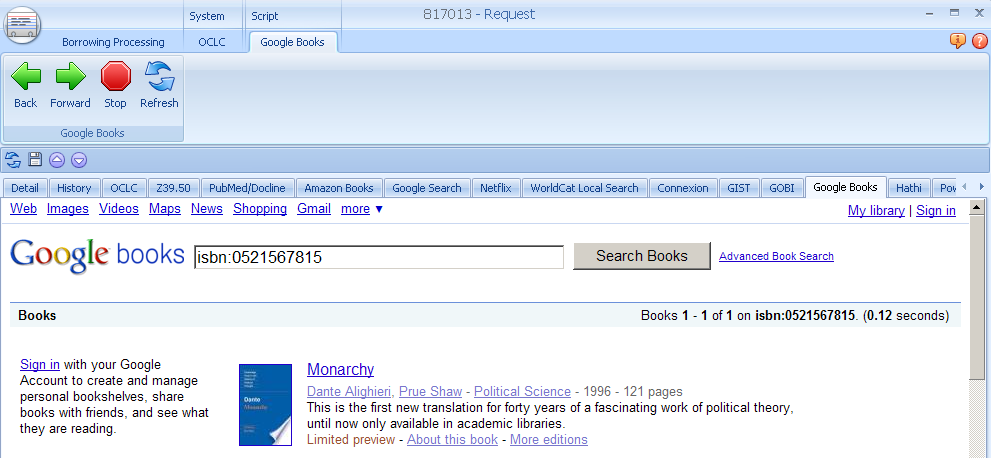 System Script 817013 - Request
Borrowing Processing OCLC Google Books
Back Forward Stop Refresh
Google Books
Detail History OCLC Z39.50 PubMed/Docline Amazon Books Google Search Netflix WorldCat Local Search Connexion GIST GOBI Google Books Hathi Pow
Web Images Videos Maps News Shopping Gmail more ▼ My library | Sign in
Google books isbn:0521567815 Search Books Advanced Book Search
Books Books 1 - 1 of 1 on isbn:0521567815. (0.12 seconds)
Sign in with your Google
Account to create and manage
personal bookshelves, share
books with friends, and see what
they are reading.
Dante
Monarchy
Monarchy
Dante Alighieri, Prue Shaw - Political Science - 1996 - 121 pages
This is the first new translation for forty years of a fascinating work of political theory,
until now only available in academic libraries.
Limited preview - About this book - More editions